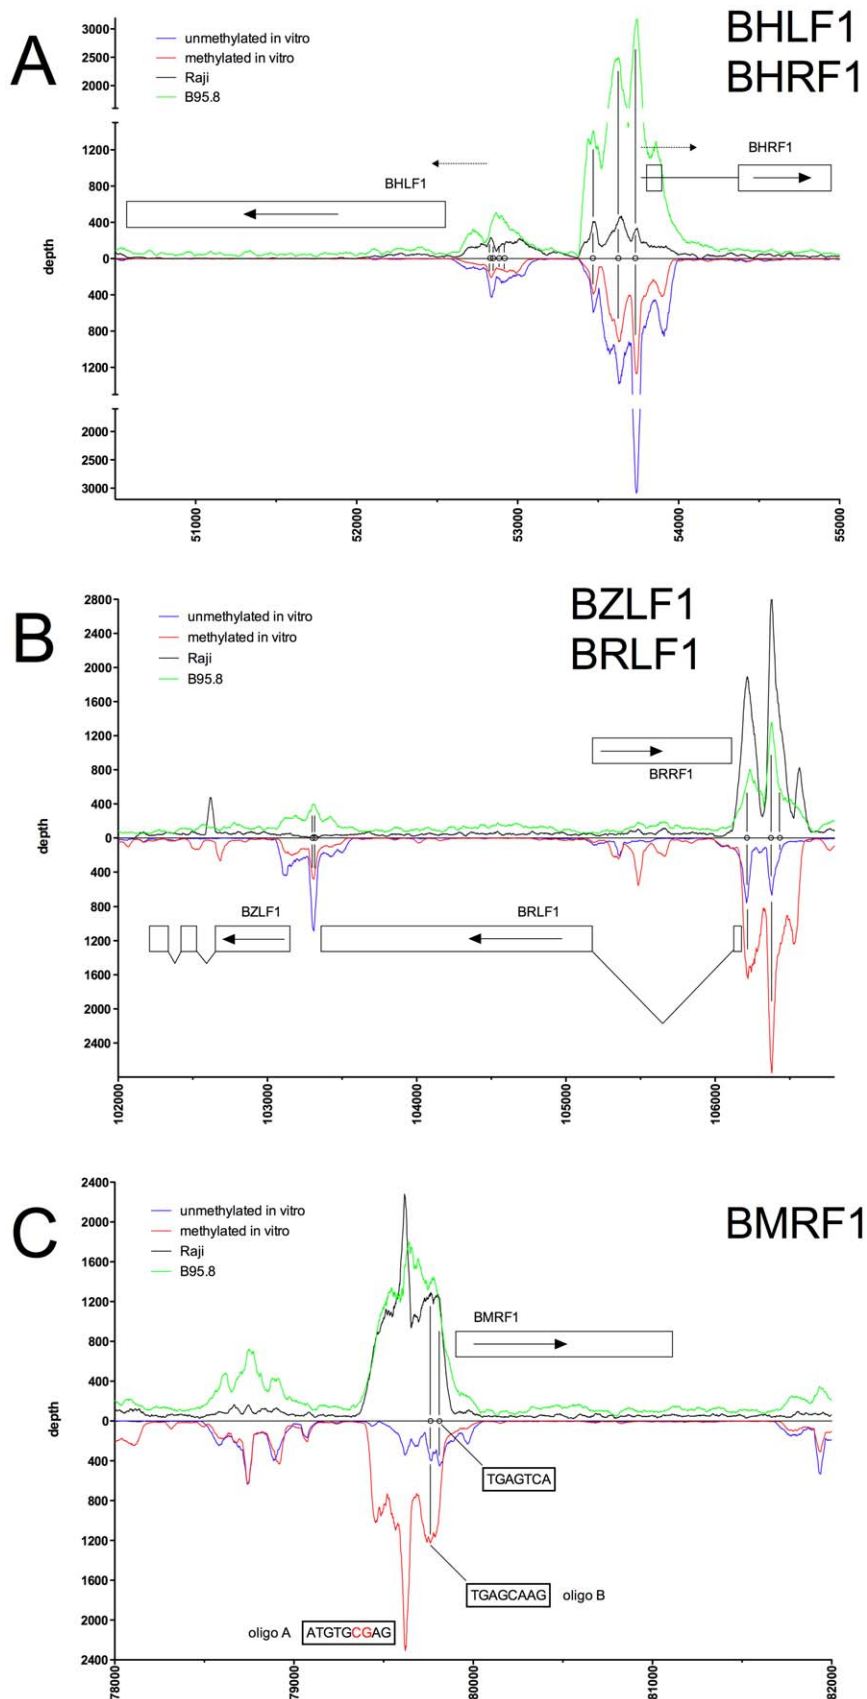 A
BHLF1
BHRF1
unmethylated in vitro
methylated in vitro
Raji
B95.8
3000
2000
1200
800
400
0
400
800
1200
2000
2500
3000
depth
BHLF1
BHRF1
51000
52000
53000
54000
55000
B
BZLF1
BRLF1
unmethylated in vitro
methylated in vitro
Raji
B95.8
2800
2400
2000
1600
1200
800
400
0
400
800
1200
1600
2000
2400
depth
BRRF1
BZLF1
BRLF1
102000
103000
104000
105000
106000
C
BMRF1
unmethylated in vitro
methylated in vitro
Raji
B95.8
2400
2000
1600
1200
800
400
0
400
800
1200
1600
2000
2400
depth
BMRF1
TGAGTCA
TGAGCAAG oligo B
oligo A ATGTGCGAG
78000
79000
80000
81000
82000